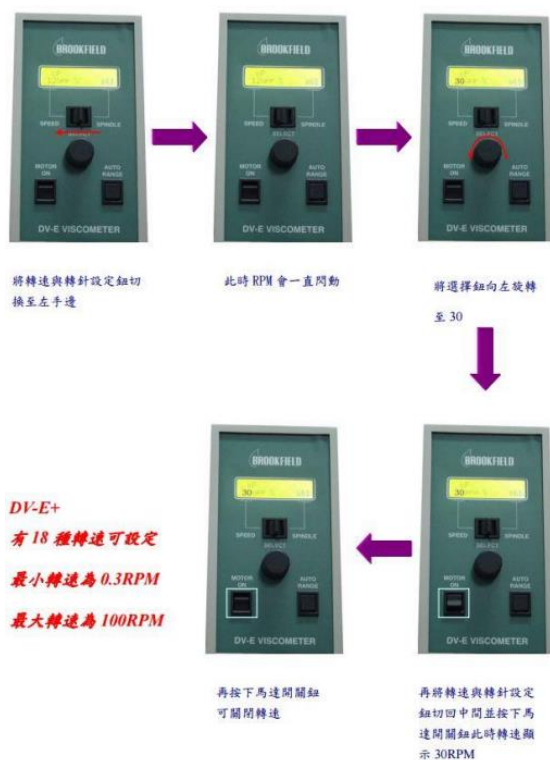 BROOKFIELD
SPEED
SPINDLE
SELECT
MOTOR ON
AUTO RANGE
DV-E VISCOMETER
將轉速與轉針設定鈕切
換至左手邊
BROOKFIELD
SPEED
SPINDLE
SELECT
MOTOR ON
AUTO RANGE
DV-E VISCOMETER
此時 RPM 會一直閃動
BROOKFIELD
30
SPEED
SPINDLE
SELECT
MOTOR ON
AUTO RANGE
DV-E VISCOMETER
將選擇鈕向左旋轉
至 30
DV-E+
有 18 種轉速可設定
最小轉速為 0.3RPM
最大轉速為 100RPM
BROOKFIELD
30
SPEED
SPINDLE
SELECT
MOTOR ON
AUTO RANGE
DV-E VISCOMETER
再按下馬達開關鈕
可關閉轉速
BROOKFIELD
30
SPEED
SPINDLE
SELECT
MOTOR ON
AUTO RANGE
DV-E VISCOMETER
再將轉速與轉針設定
鈕切回中間並按下馬
達開關鈕此時轉速顯
示 30RPM